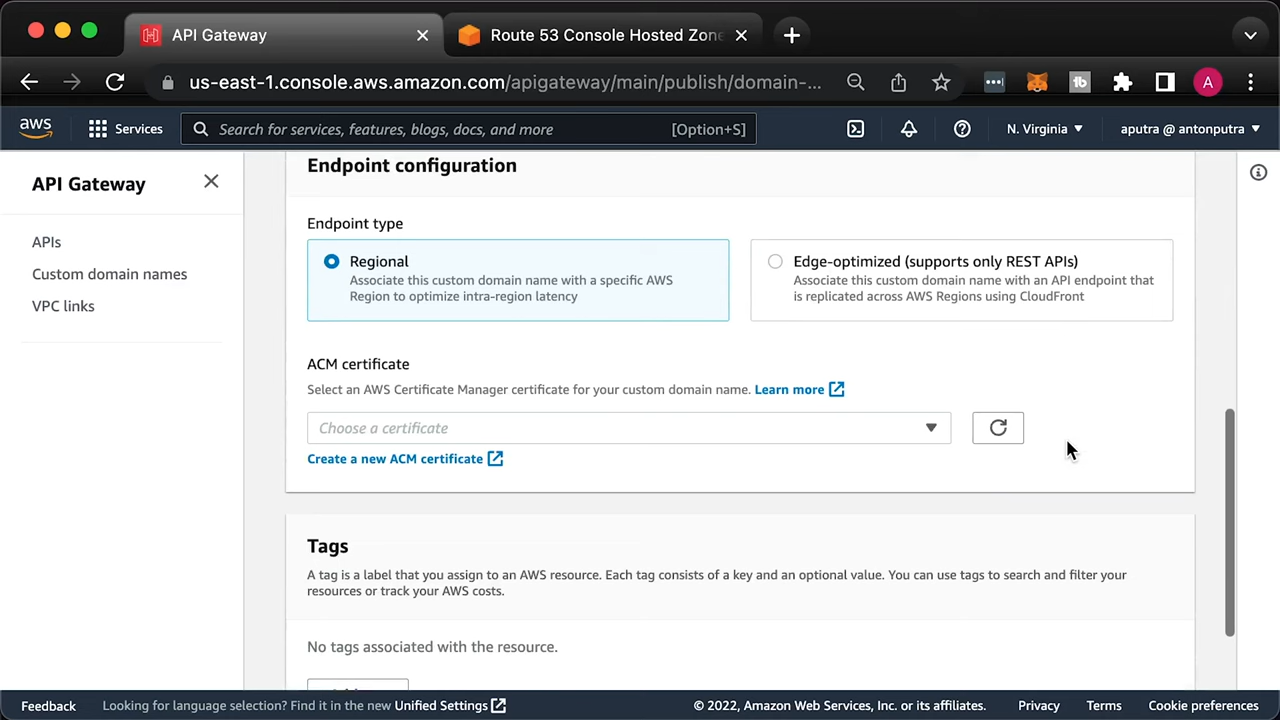 API Gateway
Route 53 Console Hosted Zone
us-east-1.console.aws.amazon.com/apigateway/main/publish/domain-...
A
aws
Services
Search for services, features, blogs, docs, and more
[Option+S]
N. Virginia
aputra @ antonputra
API Gateway
APIs
Custom domain names
VPC links
Endpoint configuration
Endpoint type
Regional
Associate this custom domain name with a specific AWS
Region to optimize intra-region latency
Edge-optimized (supports only REST APIs)
Associate this custom domain name with an API endpoint that
is replicated across AWS Regions using CloudFront
ACM certificate
Select an AWS Certificate Manager certificate for your custom domain name. Learn more
Choose a certificate
Create a new ACM certificate
Tags
A tag is a label that you assign to an AWS resource. Each tag consists of a key and an optional value. You can use tags to search and filter your
resources or track your AWS costs.
No tags associated with the resource.
Feedback
Looking for language selection? Find it in the new Unified Settings
© 2022, Amazon Web Services, Inc. or its affiliates.
Privacy
Terms
Cookie preferences